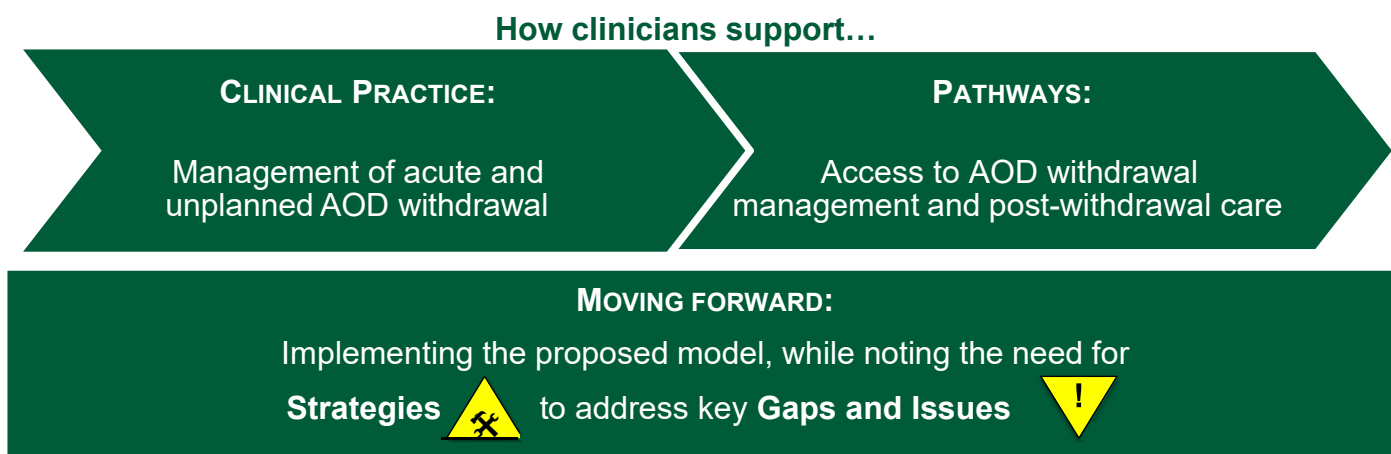 How clinicians support…
CLINICAL PRACTICE:
Management of acute and
unplanned AOD withdrawal
PATHWAYS:
Access to AOD withdrawal
management and post-withdrawal care
MOVING FORWARD:
Implementing the proposed model, while noting the need for
Strategies to address key Gaps and Issues !